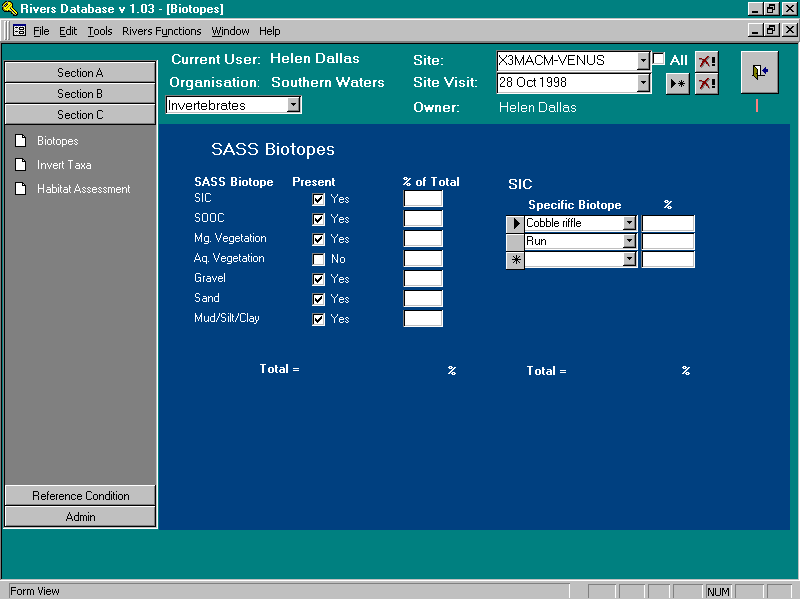 Rivers Database v 1.03 - [Biotopes]
File Edit Tools Rivers Functions Window Help
Current User: Helen Dallas Site: X3MACM-VENUS All
Organisation: Southern Waters Site Visit: 28 Oct 1998
Invertebrates Owner: Helen Dallas
Section A
Section B
Section C
Biotopes
Invert Taxa
Habitat Assessment
Reference Condition
Admin
SASS Biotopes
SASS Biotope Present % of Total
SIC Yes
SOOC Yes
Mg. Vegetation Yes
Aq. Vegetation No
Gravel Yes
Sand Yes
Mud/Silt/Clay Yes
Total = %
SIC
Specific Biotope %
Cobble riffle
Run
Total = %
Form View NUM